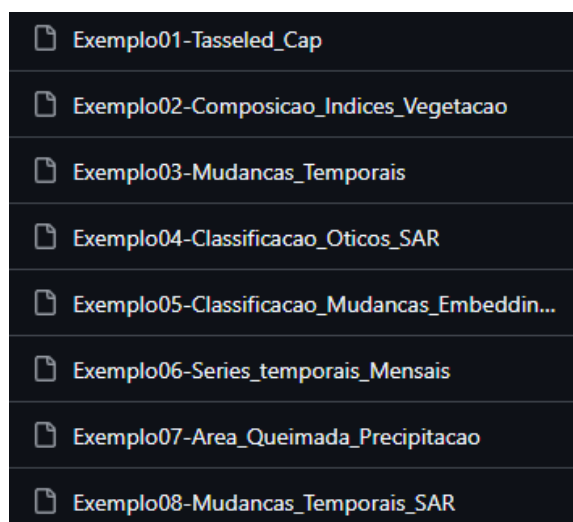 Exemplo01-Tasseled_Cap
Exemplo02-Composicao_Indices_Vegetacao
Exemplo03-Mudancas_Temporais
Exemplo04-Classificacao_Oticos_SAR
Exemplo05-Classificacao_Mudancas_Embeddin...
Exemplo06-Series_temporais_Mensais
Exemplo07-Area_Queimada_Precipitacao
Exemplo08-Mudancas_Temporais_SAR